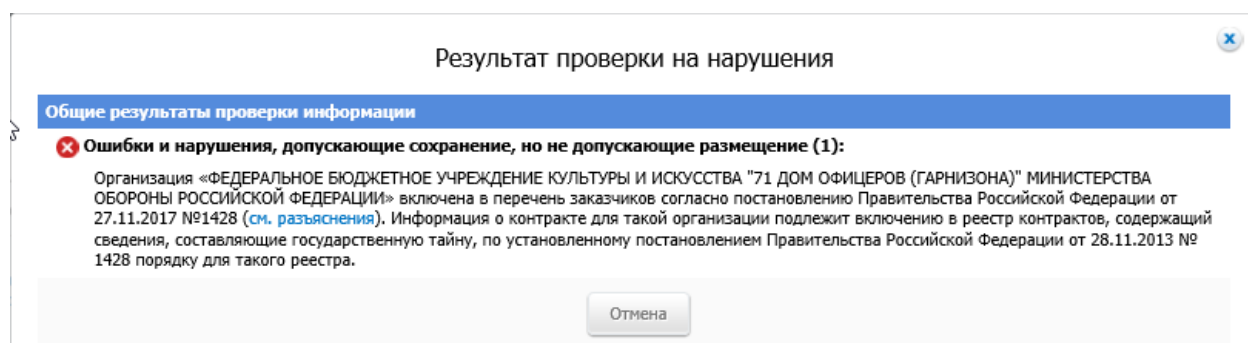 Результат проверки на нарушения
Общие результаты проверки информации
Ошибки и нарушения, допускающие сохранение, но не допускающие размещение (1):
Организация «ФЕДЕРАЛЬНОЕ БЮДЖЕТНОЕ УЧРЕЖДЕНИЕ КУЛЬТУРЫ И ИСКУССТВА "71 ДОМ ОФИЦЕРОВ (ГАРНИЗОНА)" МИНИСТЕРСТВА
ОБОРОНЫ РОССИЙСКОЙ ФЕДЕРАЦИИ» включена в перечень заказчиков согласно постановлению Правительства Российской Федерации от
27.11.2017 №1428 (см. разъяснения). Информация о контракте для такой организации подлежит включению в реестр контрактов, содержащий
сведения, составляющие государственную тайну, по установленному постановлением Правительства Российской Федерации от 28.11.2013 №
1428 порядку для такого реестра.
Отмена